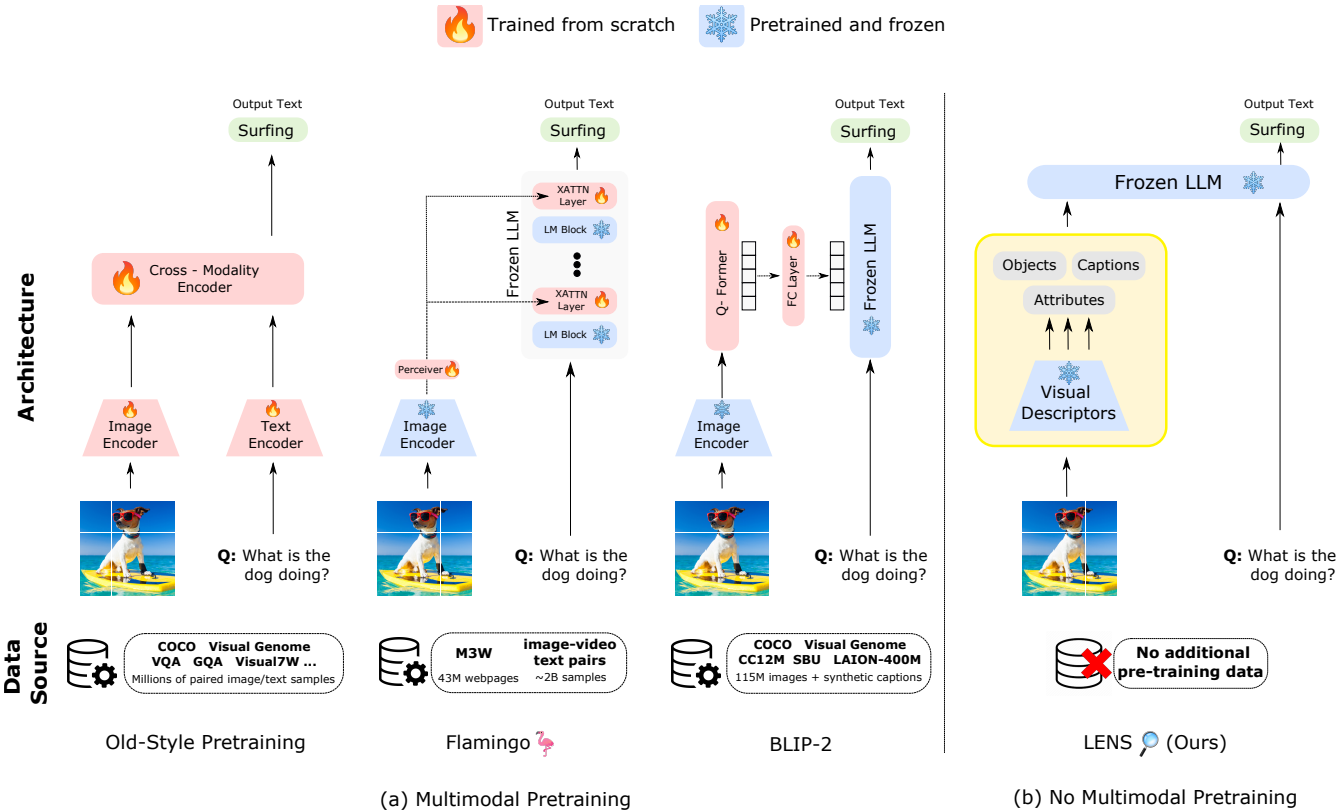 Trained from scratch
Pretrained and frozen
Architecture
Output Text
Surfing
Cross - Modality
Encoder
Image
Encoder
Text
Encoder
Q: What is the
dog doing?
Output Text
Surfing
Frozen LLM
XATTN
Layer
LM Block
XATTN
Layer
LM Block
Perceiver
Image
Encoder
Q: What is the
dog doing?
Output Text
Surfing
Q- Former
FC Layer
Frozen LLM
Image
Encoder
Q: What is the
dog doing?
Output Text
Surfing
Frozen LLM
Objects
Captions
Attributes
Visual
Descriptors
Q: What is the
dog doing?
Data
Source
COCO Visual Genome
VQA GQA Visual7W ...
Millions of paired image/text samples
M3W
43M webpages
image-video
text pairs
~2B samples
COCO Visual Genome
CC12M SBU LAION-400M
115M images + synthetic captions
No additional
pre-training data
Old-Style Pretraining
Flamingo
BLIP-2
LENS (Ours)
(a) Multimodal Pretraining
(b) No Multimodal Pretraining